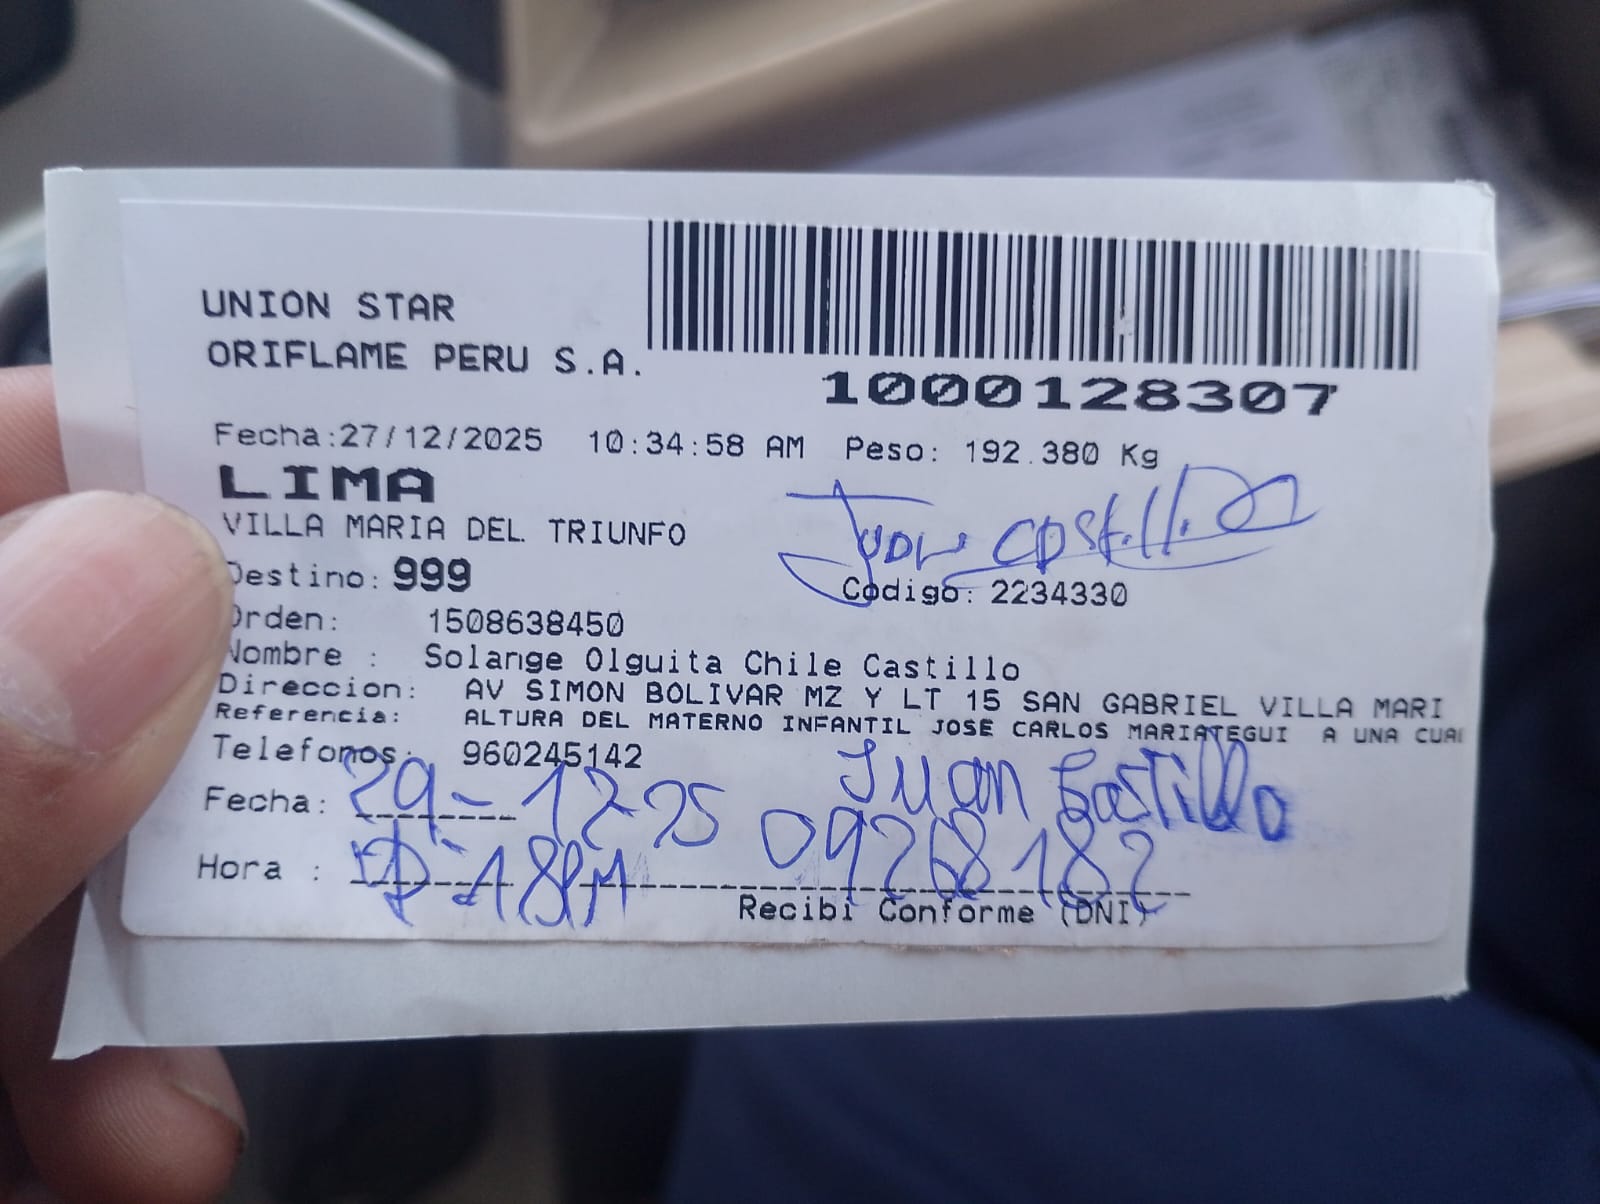 UNION STAR
ORIFLAME PERU S.A.
1000128307
Fecha:27/12/2025 10:34:58 AM Peso: 192.380 Kg
LIMA
VILLA MARIA DEL TRIUNFO
Juan Castillo
Destino: 999
Codigo: 2234330
Orden: 1508638450
Nombre : Solange Olguita Chile Castillo
Direccion: AV SIMON BOLIVAR MZ Y LT 15 SAN GABRIEL VILLA MARI
Referencia: ALTURA DEL MATERNO INFANTIL JOSE CARLOS MARIATEGUI A UNA CUA
Telefonos: 960245142
Juan Castillo
Fecha: 29-12-25 09268182
Hora :
Recibi Conforme (DNI)